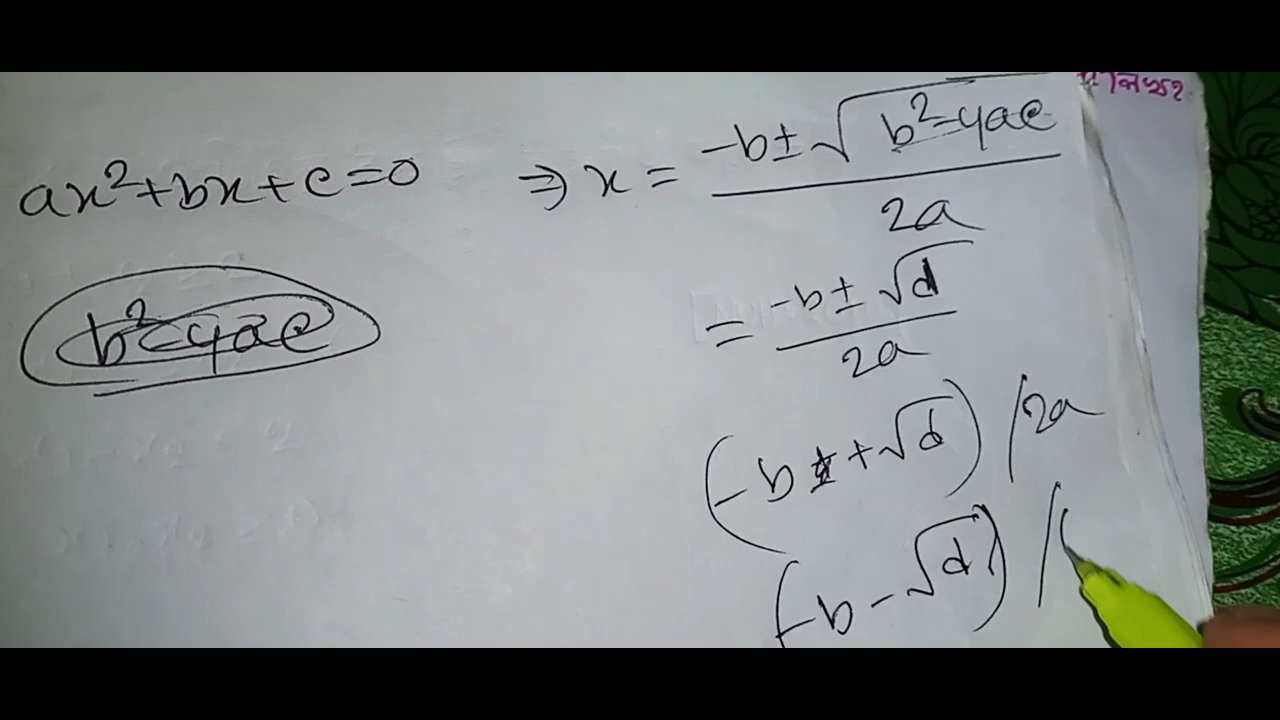 ax²+bx+c=0 ⇒ x = -b±√b²-4ac / 2a
b²-4ac
= -b±√d / 2a
(-b + √d) / 2a
(-b - √d) / (